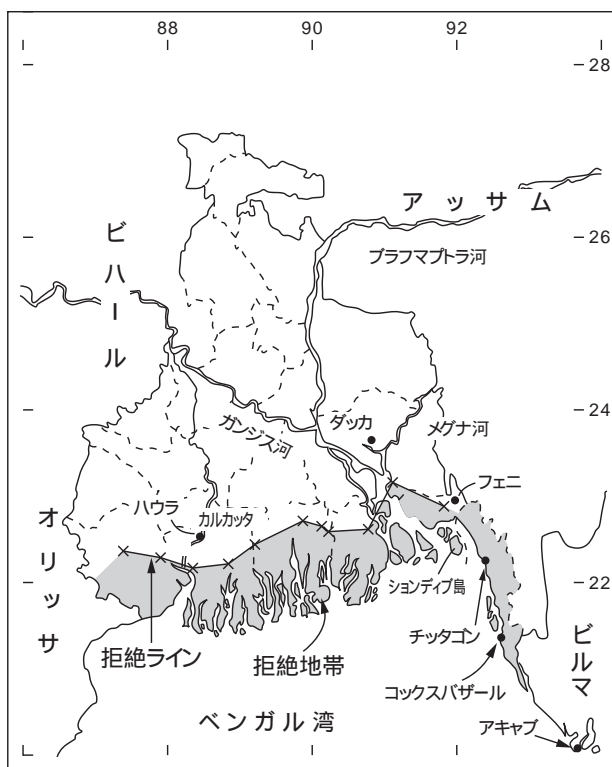 88
90
92
28
アッサム
ビハール
26
ブラフマプトラ河
24
ダッカ
ガンジス河
メグナ河
フェニ
ハウラ
カルカッタ
オリッサ
ションディプ島
22
チッタゴン
拒絶ライン
拒絶地帯
コックスバザール
ビルマ
ベンガル湾
アキャブ